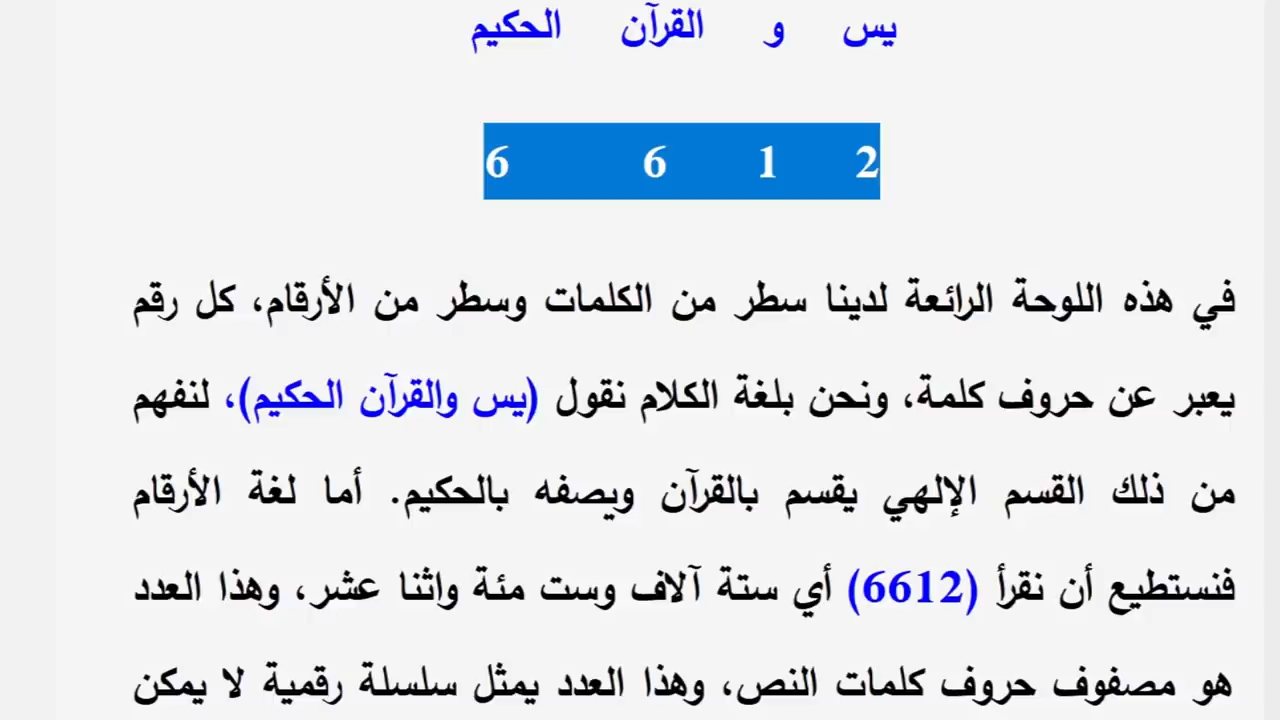 يس و القرآن الحكيم
6 6 1 2
في هذه اللوحة الرائعة لدينا سطر من الكلمات وسطر من الأرقام، كل رقم
يعبر عن حروف كلمة، ونحن بلغة الكلام نقول (يس والقرآن الحكيم)، لنفهم
من ذلك القسم الإلهي يقسم بالقرآن ويصفه بالحكيم. أما لغة الأرقام
فنستطيع أن نقرأ (6612) أي ستة آلاف وست مئة واثنا عشر، وهذا العدد
هو مصفوف حروف كلمات النص، وهذا العدد يمثل سلسلة رقمية لا يمكن